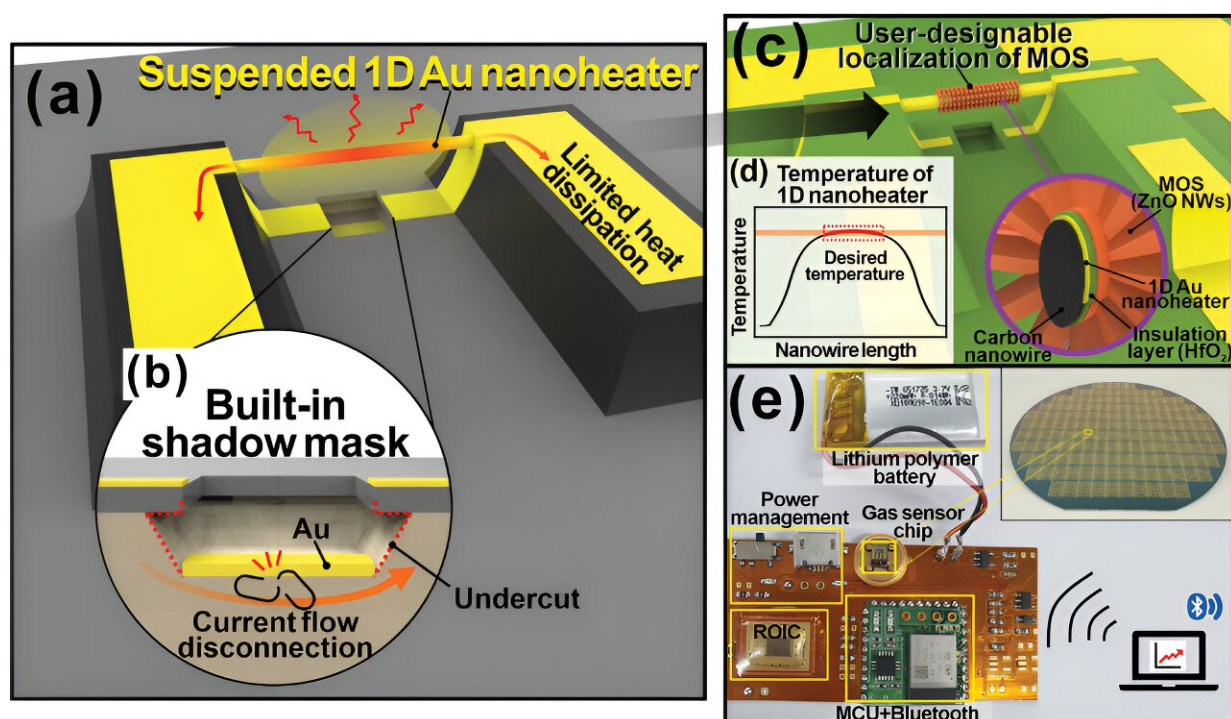 (a)
Suspended 1D Au nanoheater
Limited heat
dissipation
(b)
Built-in
shadow mask
Au
Undercut
Current flow
disconnection
(c)
User-designable
localization of MOS
(d)
Temperature of
1D nanoheater
Temperature
Desired
temperature
Nanowire length
MOS
(ZnO NWs)
1D Au
nanoheater
Carbon
nanowire
Insulation
layer (HfO₂)
(e)
Lithium polymer
battery
Power
management
Gas sensor
chip
ROIC
MCU+Bluetooth